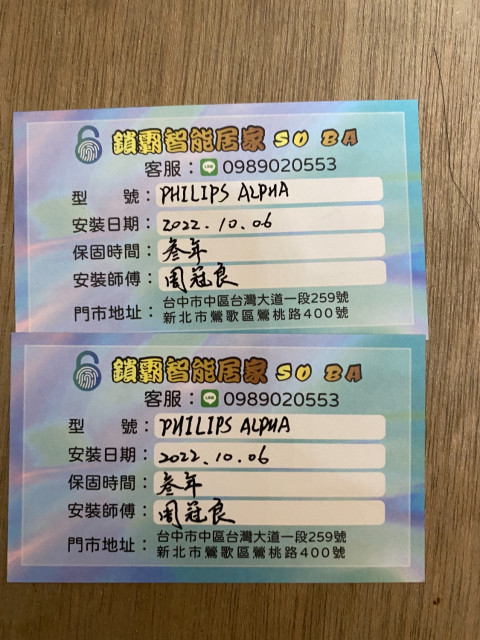 鎖霸智能居家 SO BA
客服：LINE 0989020553
型 號：PHILIPS ALPHA
安裝日期：2022.10.06
保固時間：叁年
安裝師傅：周冠良
門市地址：台中市中區台灣大道一段259號
新北市鶯歌區鶯桃路400號
鎖霸智能居家 SO BA
客服：LINE 0989020553
型 號：PHILIPS ALPHA
安裝日期：2022.10.06
保固時間：叁年
安裝師傅：周冠良
門市地址：台中市中區台灣大道一段259號
新北市鶯歌區鶯桃路400號